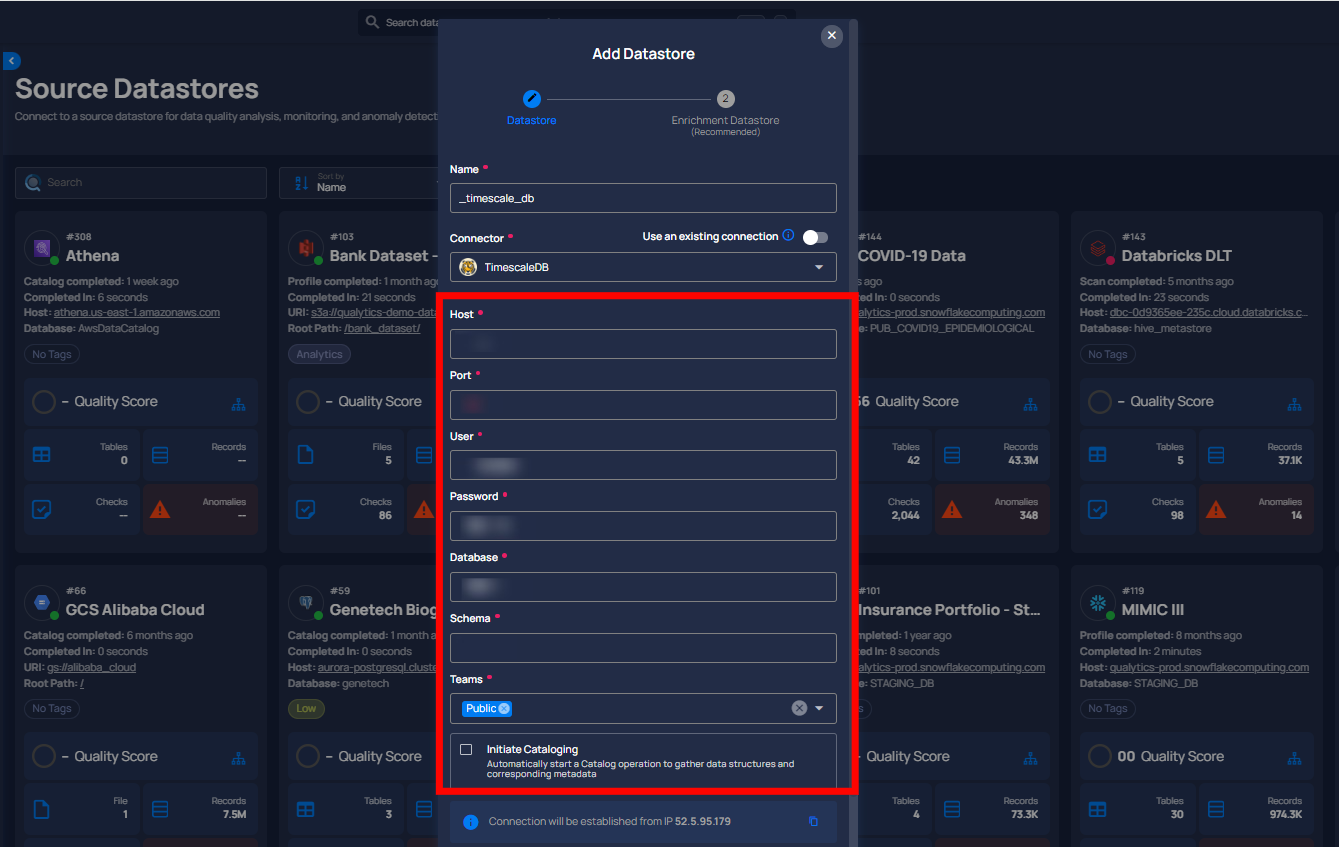 Search data
Add Datastore
Source Datastores
Connect to a source datastore for data quality analysis, monitoring, and anomaly detect
2
Datastore
Enrichment Datastore
(Recommended)
Search
Sort by
Name
Name *
_timescale_db
Connector *
Use an existing connection
TimescaleDB
Host *
Port *
User *
Password *
Database *
Schema *
Teams *
Public
Initiate Cataloging
Automatically start a Catalog operation to gather data structures and
corresponding metadata
Connection will be established from IP 52.5.95.179
#308
Athena
Catalog completed: 1 week ago
Completed In: 6 seconds
Host: athena.us-east-1.amazonaws.com
Database: AwsDataCatalog
No Tags
– Quality Score
Tables
0
Records
--
Checks
--
Anomalies
--
#103
Bank Dataset -
Profile completed: 1 month a
Completed In: 21 seconds
URI: s3a://qualytics-demo-data
Root Path: /bank_dataset/
Analytics
– Quality Score
Files
5
Checks
86
#144
COVID-19 Data
s ago
ed In: 0 seconds
alytics-prod.snowflakecomputing.com
e: PUB_COVID19_EPIDEMIOLOGICAL
56 Quality Score
Tables
42
Records
43.3M
Checks
2,044
Anomalies
348
#143
Databricks DLT
Scan completed: 5 months ago
Completed In: 23 seconds
Host: dbc-0d9365ee-235c.cloud.databricks.c...
Database: hive_metastore
No Tags
– Quality Score
Tables
5
Records
37.1K
Checks
98
Anomalies
14
#66
GCS Alibaba Cloud
Catalog completed: 6 months ago
Completed In: 0 seconds
URI: gs://alibaba_cloud
Root Path: /
No Tags
– Quality Score
File
1
Records
7.5M
#59
Genetech Biog
Catalog completed: 1 month a
Completed In: 0 seconds
Host: aurora-postgresql.cluste
Database: genetech
Low
– Quality Score
Tables
3
#101
Insurance Portfolio - St...
mpleted: 1 year ago
ed In: 8 seconds
alytics-prod.snowflakecomputing.com
e: STAGING_DB
s
Quality Score
Tables
4
Records
73.3K
#119
MIMIC III
Profile completed: 8 months ago
Completed In: 2 minutes
Host: qualytics-prod.snowflakecomputing.com
Database: STAGING_DB
No Tags
00 Quality Score
Tables
30
Records
974.3K